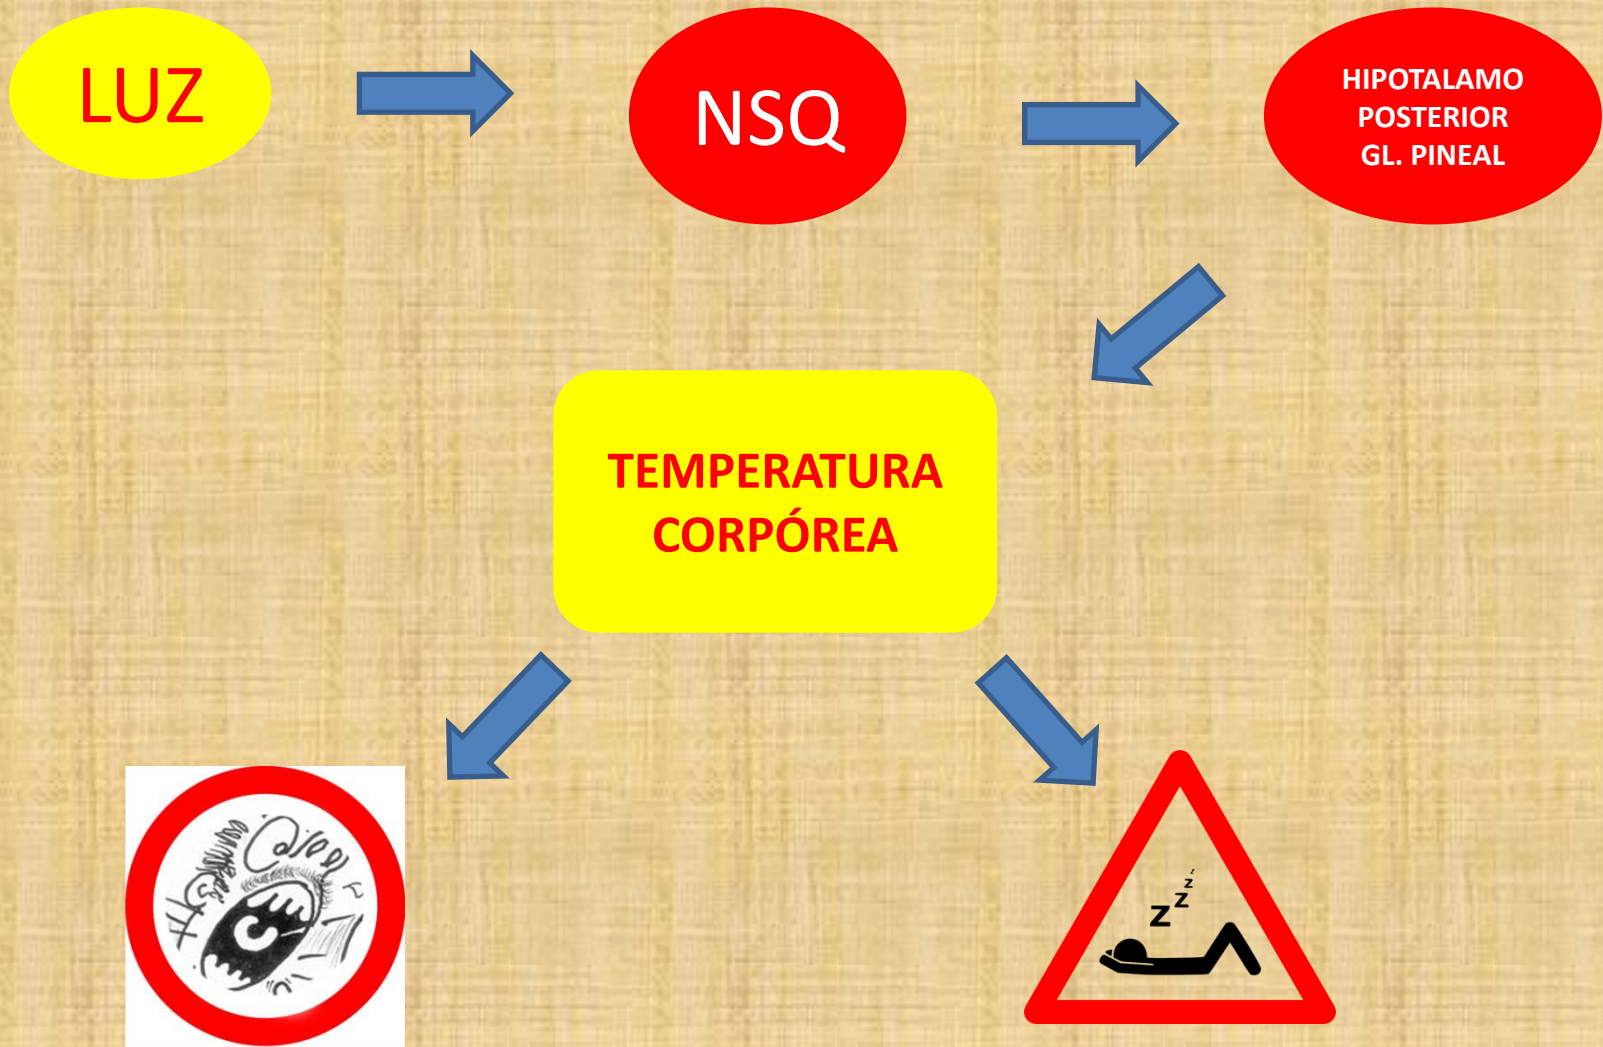 LUZ
NSQ
HIPOTALAMO
POSTERIOR
GL. PINEAL
TEMPERATURA
CORPÓREA
z
z
z
z